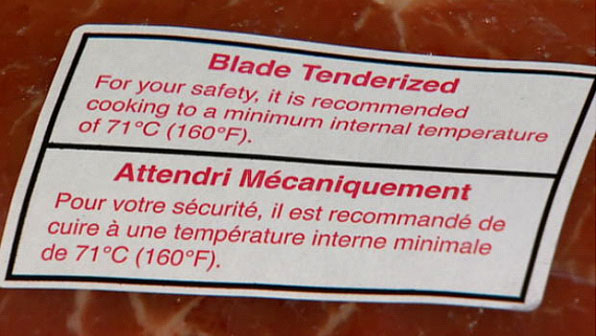 Blade Tenderized
For your safety, it is recommended
cooking to a minimum internal temperature
of 71°C (160°F).
Attendri Mécaniquement
Pour votre sécurité, il est recommandé de
cuire à une température interne minimale
de 71°C (160°F).